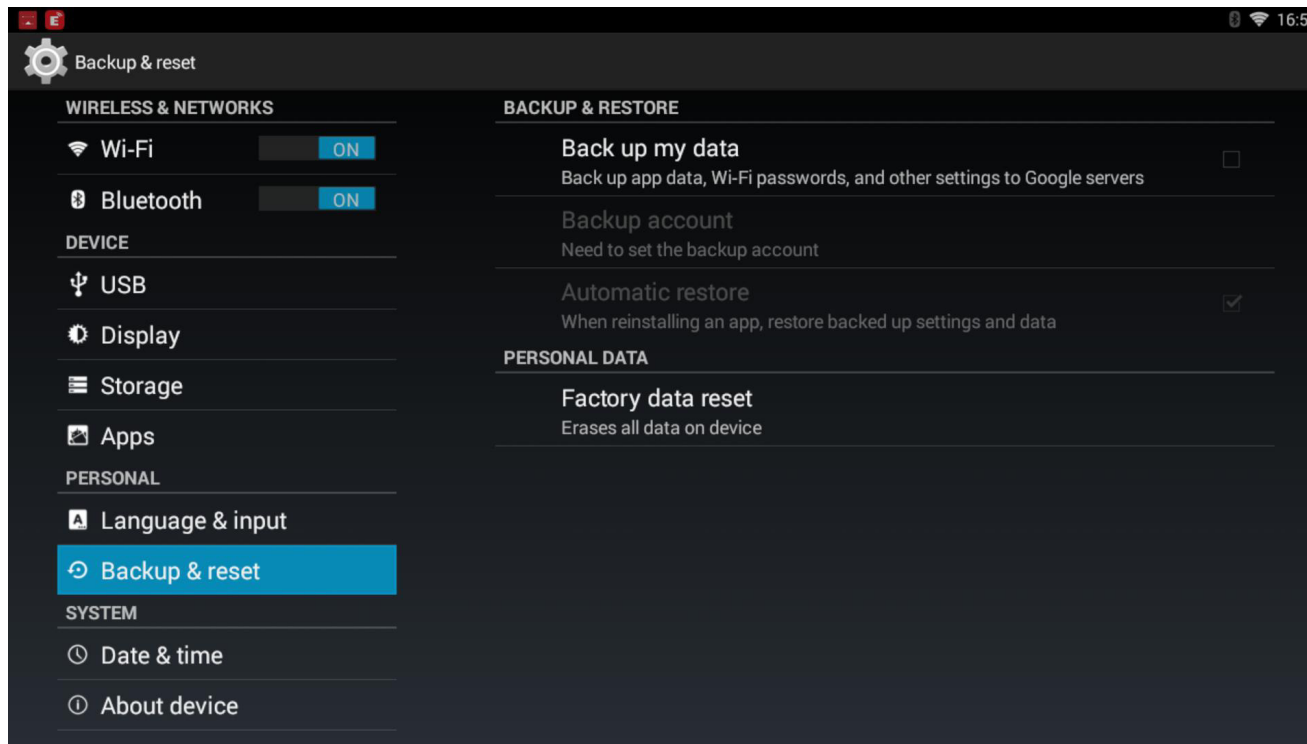 E
16:5
Backup & reset
WIRELESS & NETWORKS
Wi-Fi ON
Bluetooth ON
DEVICE
USB
Display
Storage
Apps
PERSONAL
A Language & input
Backup & reset
SYSTEM
Date & time
About device
BACKUP & RESTORE
Back up my data
Back up app data, Wi-Fi passwords, and other settings to Google servers
Backup account
Need to set the backup account
Automatic restore
When reinstalling an app, restore backed up settings and data
PERSONAL DATA
Factory data reset
Erases all data on device